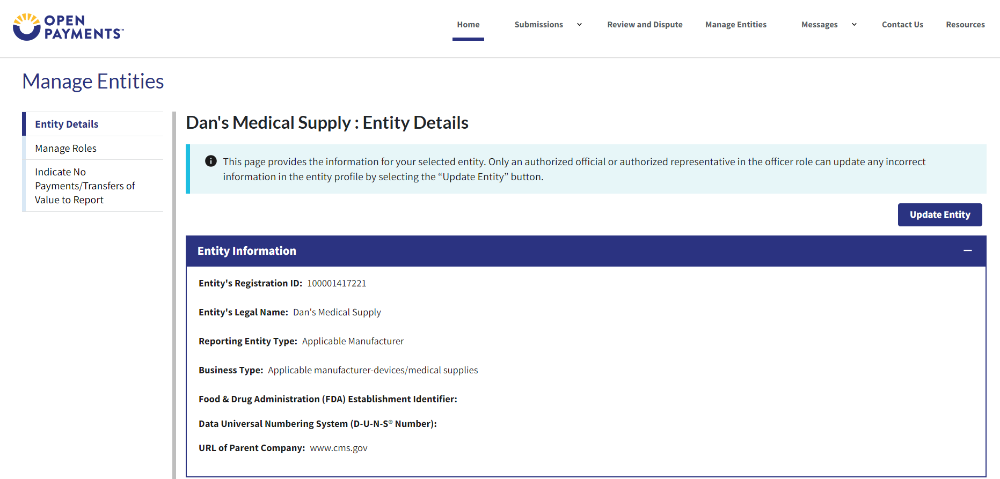 OPEN
PAYMENTS™
Home
Submissions
Review and Dispute
Manage Entities
Messages
Contact Us
Resources
Manage Entities
Entity Details
Manage Roles
Indicate No
Payments/Transfers of
Value to Report
Dan's Medical Supply : Entity Details
This page provides the information for your selected entity. Only an authorized official or authorized representative in the officer role can update any incorrect
information in the entity profile by selecting the “Update Entity” button.
Update Entity
Entity Information
Entity's Registration ID: 100001417221
Entity's Legal Name: Dan's Medical Supply
Reporting Entity Type: Applicable Manufacturer
Business Type: Applicable manufacturer-devices/medical supplies
Food & Drug Administration (FDA) Establishment Identifier:
Data Universal Numbering System (D-U-N-S® Number):
URL of Parent Company: www.cms.gov